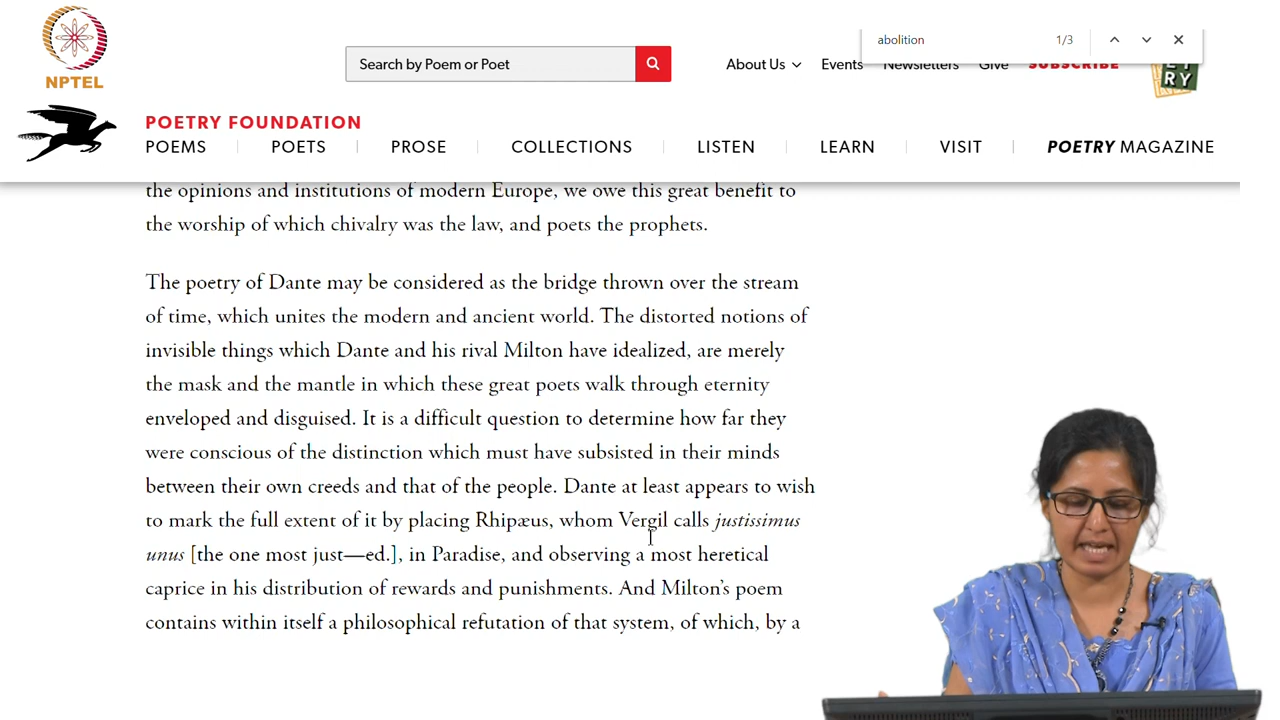 NPTEL
abolition 1/3
Search by Poem or Poet
About Us Events Newsletters Give SUBSCRIBE
RY
POETRY FOUNDATION
POEMS POETS PROSE COLLECTIONS LISTEN LEARN VISIT POETRY MAGAZINE
the opinions and institutions of modern Europe, we owe this great benefit to
the worship of which chivalry was the law, and poets the prophets.
The poetry of Dante may be considered as the bridge thrown over the stream
of time, which unites the modern and ancient world. The distorted notions of
invisible things which Dante and his rival Milton have idealized, are merely
the mask and the mantle in which these great poets walk through eternity
enveloped and disguised. It is a difficult question to determine how far they
were conscious of the distinction which must have subsisted in their minds
between their own creeds and that of the people. Dante at least appears to wish
to mark the full extent of it by placing Rhipæus, whom Vergil calls justissimus
unus [the one most just—ed.], in Paradise, and observing a most heretical
caprice in his distribution of rewards and punishments. And Milton’s poem
contains within itself a philosophical refutation of that system, of which, by a